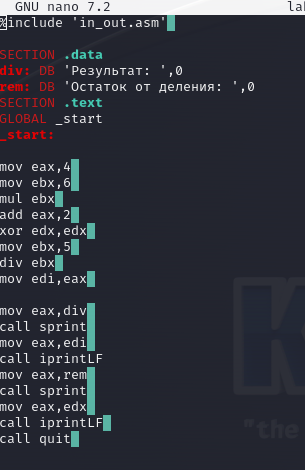 GNU nano 7.2 la
%include 'in_out.asm'
SECTION .data
div: DB 'Результат: ',0
rem: DB 'Остаток от деления: ',0
SECTION .text
GLOBAL _start
_start:
mov eax,4
mov ebx,6
mul ebx
add eax,2
xor edx,edx
mov ebx,5
div ebx
mov edi,eax
mov eax,div
call sprint
mov eax,edi
call iprintLF
mov eax,rem
call sprint
mov eax,edx
call iprintLF
call quit
K
"the